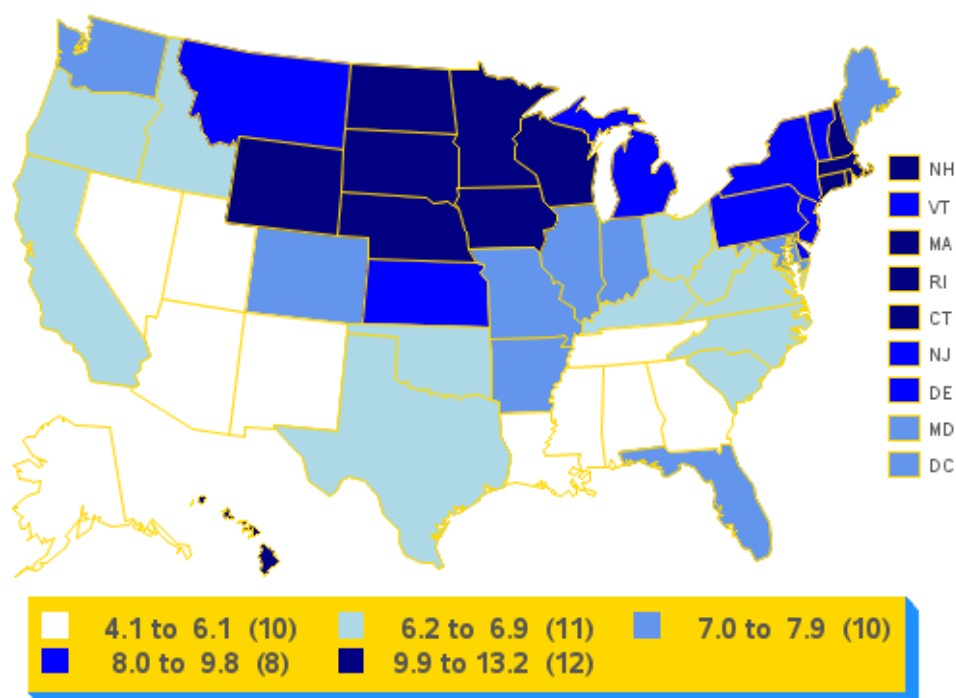 NH
VT
MA
RI
CT
NJ
DE
MD
DC
4.1 to 6.1 (10) 6.2 to 6.9 (11) 7.0 to 7.9 (10)
8.0 to 9.8 (8) 9.9 to 13.2 (12)